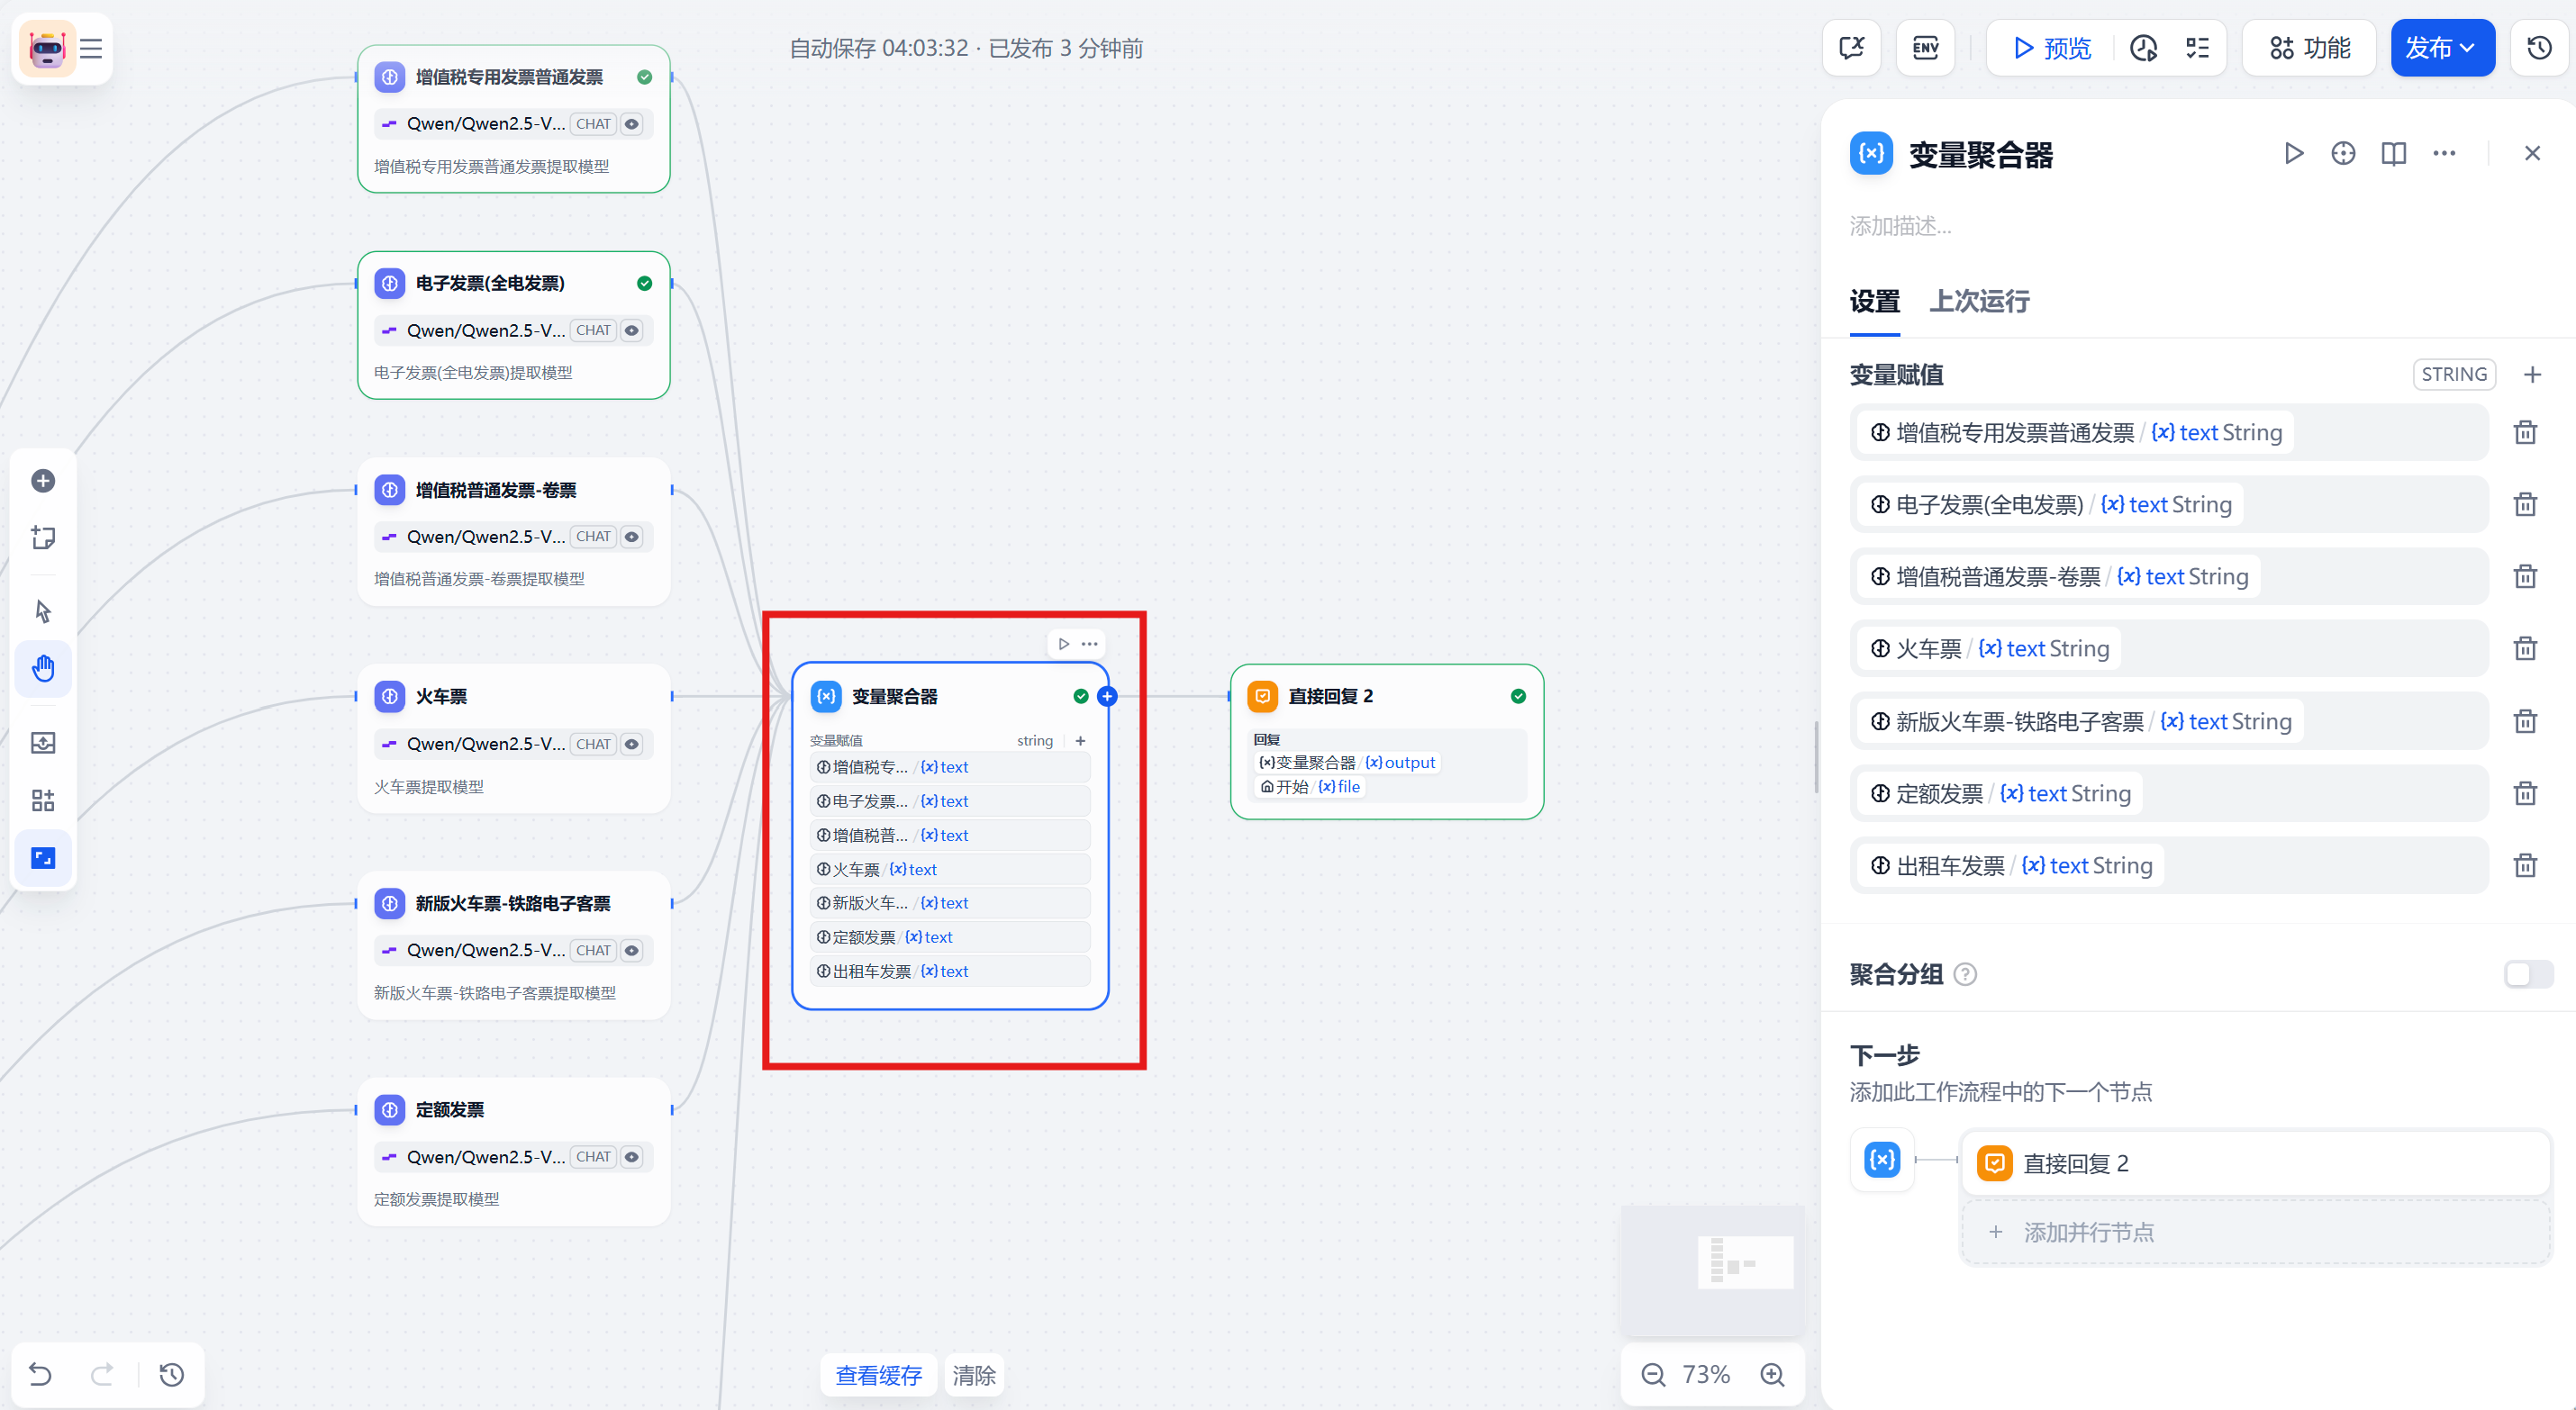 自动保存 04:03:32 · 已发布 3 分钟前
ENV
预览
功能
发布
增值税专用发票普通发票
Qwen/Qwen2.5-V... CHAT
增值税专用发票普通发票提取模型
电子发票(全电发票)
Qwen/Qwen2.5-V... CHAT
电子发票(全电发票)提取模型
增值税普通发票-卷票
Qwen/Qwen2.5-V... CHAT
增值税普通发票-卷票提取模型
火车票
Qwen/Qwen2.5-V... CHAT
火车票提取模型
新版火车票-铁路电子客票
Qwen/Qwen2.5-V... CHAT
新版火车票-铁路电子客票提取模型
定额发票
Qwen/Qwen2.5-V... CHAT
定额发票提取模型
变量聚合器
变量赋值 string +
增值税专... / {x} text
电子发票... / {x} text
增值税普... / {x} text
火车票 / {x} text
新版火车... / {x} text
定额发票 / {x} text
出租车发票 / {x} text
直接回复 2
回复
{x} 变量聚合器 / {x} output
开始 / {x} file
查看缓存
清除
73%
变量聚合器
添加描述...
设置
上次运行
变量赋值 STRING +
增值税专用发票普通发票 / {x} text String
电子发票(全电发票) / {x} text String
增值税普通发票-卷票 / {x} text String
火车票 / {x} text String
新版火车票-铁路电子客票 / {x} text String
定额发票 / {x} text String
出租车发票 / {x} text String
聚合分组 ?
下一步
添加此工作流程中的下一个节点
{x} 直接回复 2
+ 添加并行节点